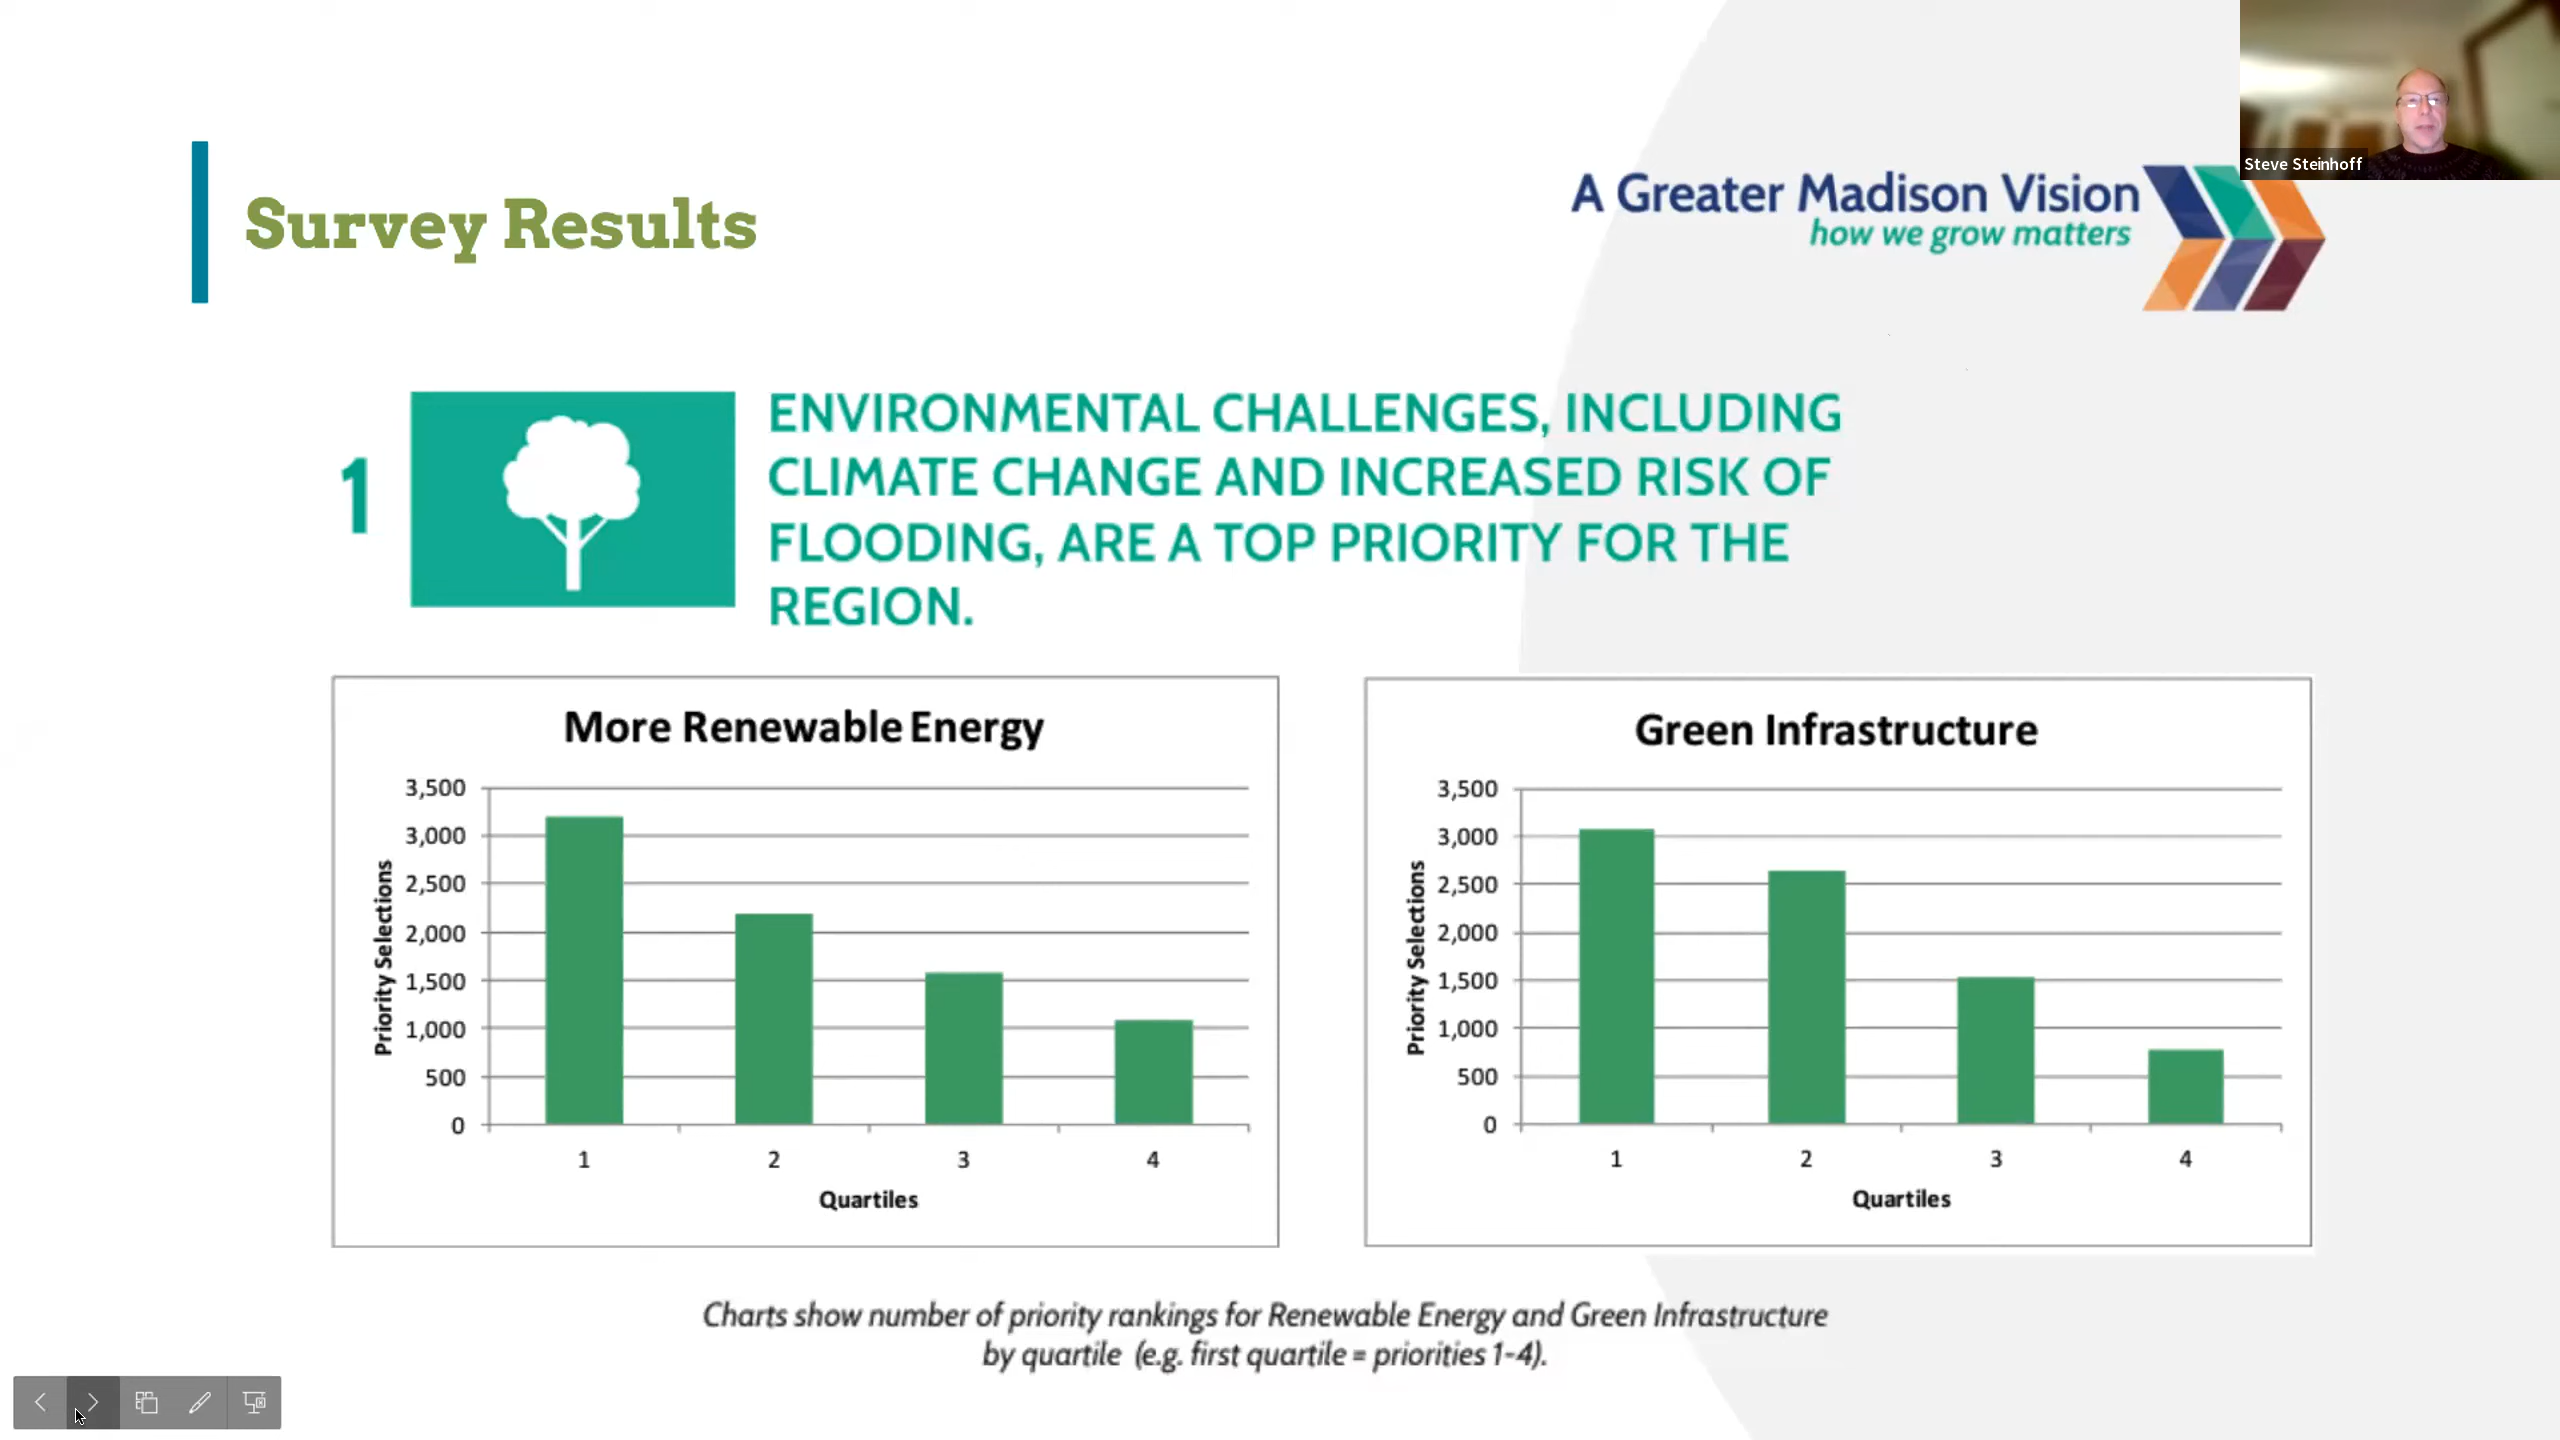 Steve Steinhoff
Survey Results
A Greater Madison Vision
how we grow matters
1
ENVIRONMENTAL CHALLENGES, INCLUDING
CLIMATE CHANGE AND INCREASED RISK OF
FLOODING, ARE A TOP PRIORITY FOR THE
REGION.
More Renewable Energy
Priority Selections
3,500
3,000
2,500
2,000
1,500
1,000
500
0
1 2 3 4
Quartiles
Green Infrastructure
Priority Selections
3,500
3,000
2,500
2,000
1,500
1,000
500
0
1 2 3 4
Quartiles
Charts show number of priority rankings for Renewable Energy and Green Infrastructure
by quartile (e.g. first quartile = priorities 1-4).